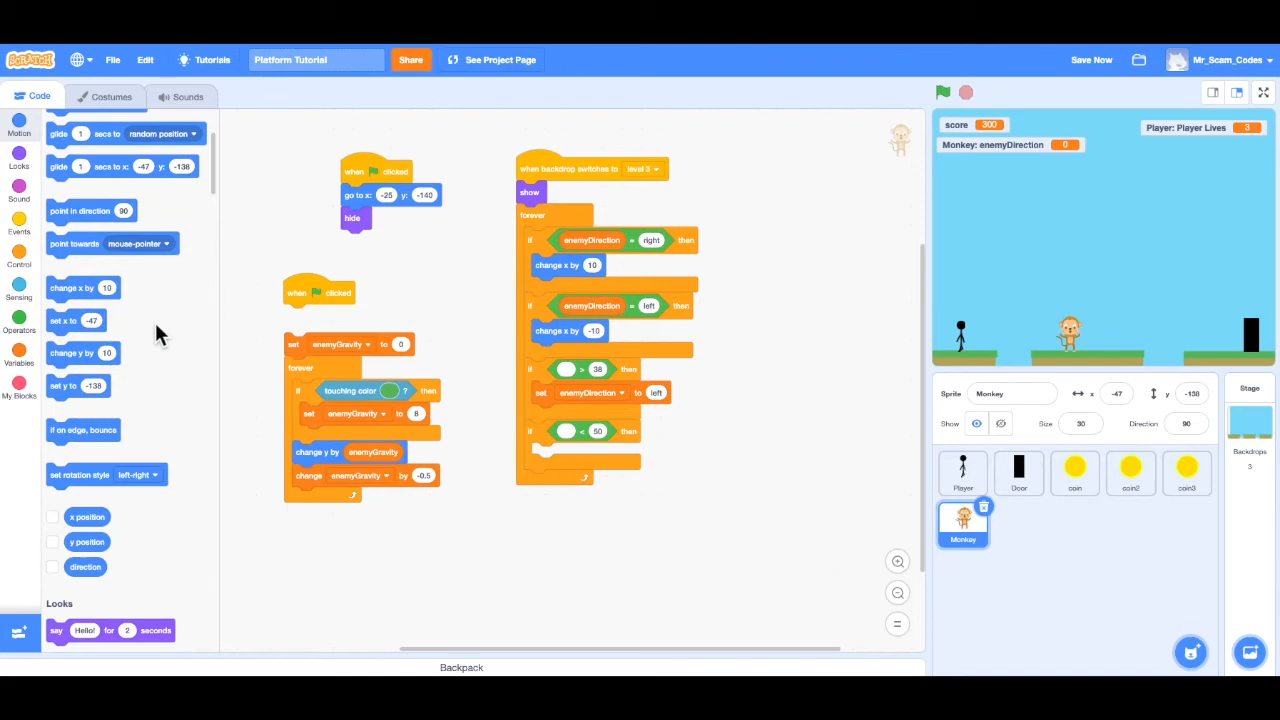 SCRATCH File Edit Tutorials Platform Tutorial Share See Project Page Save Now Mr_Scam_Codes
Code Costumes Sounds
Motion
Looks
Sound
Events
Control
Sensing
Operators
Variables
My Blocks
glide 1 secs to random position
glide 1 secs to x: -47 y: -138
point in direction 90
point towards mouse-pointer
change x by 10
set x to -47
change y by 10
set y to -138
if on edge, bounce
set rotation style left-right
x position
y position
direction
Looks
say Hello! for 2 seconds
when clicked
go to x: -25 y: -140
hide
when clicked
set enemyGravity to 0
forever
if touching color ? then
set enemyGravity to 8
change y by enemyGravity
change enemyGravity by -0.5
when backdrop switches to level 3
show
forever
if enemyDirection = right then
change x by 10
if enemyDirection = left then
change x by -10
if > 38 then
set enemyDirection to left
if < 50 then
Backpack
score 300
Monkey: enemyDirection 0
Player: Player Lives 3
Sprite Monkey x -47 y -138
Show Size 30 Direction 90
Player Door coin coin2 coin3
Monkey
Stage
Backdrops
3